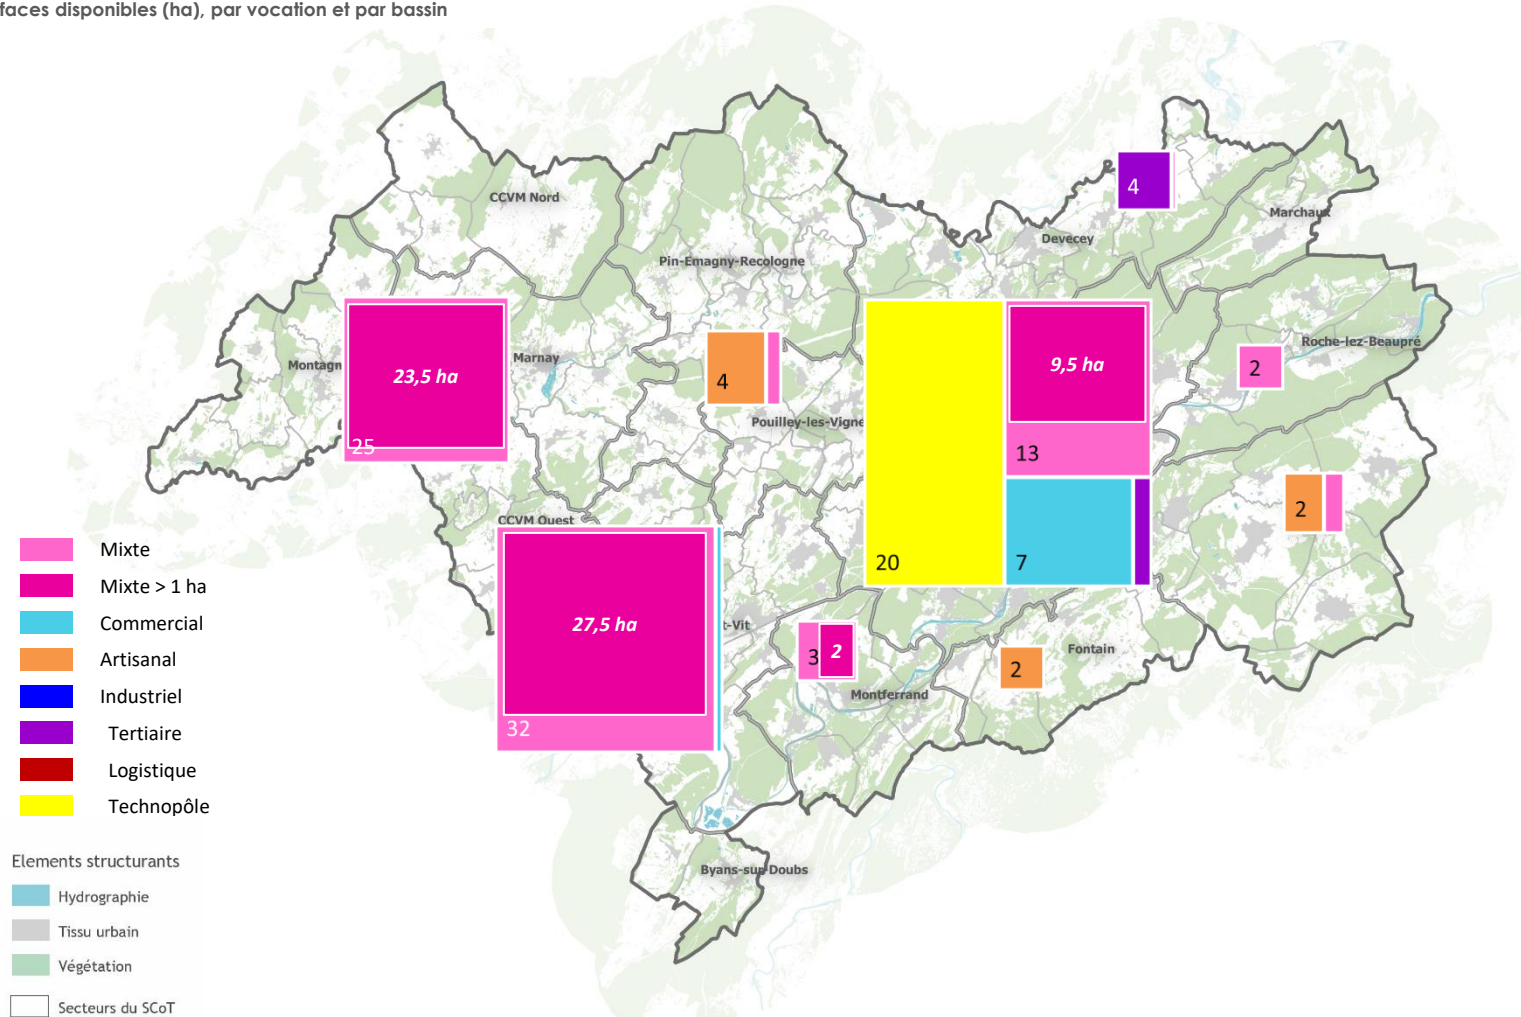 faces disponibles (ha), par vocation et par bassin
CCVM Nord
4
Marchaux
Devecey
Pin-Emagny-Recologne
Roche-lez-Beaupré
Montagn
23,5 ha
25
Marnay
4
9,5 ha
2
Pouilley-les-Vigne
13
2
CCVM Ouest
20
7
27,5 ha
32
t-Vit
3
2
2
Fontain
Montferrand
Byans-sur-Doubs
Mixte
Mixte > 1 ha
Commercial
Artisanal
Industriel
Tertiaire
Logistique
Technopôle
Elements structurants
Hydrographie
Tissu urbain
Végétation
Secteurs du SCoT